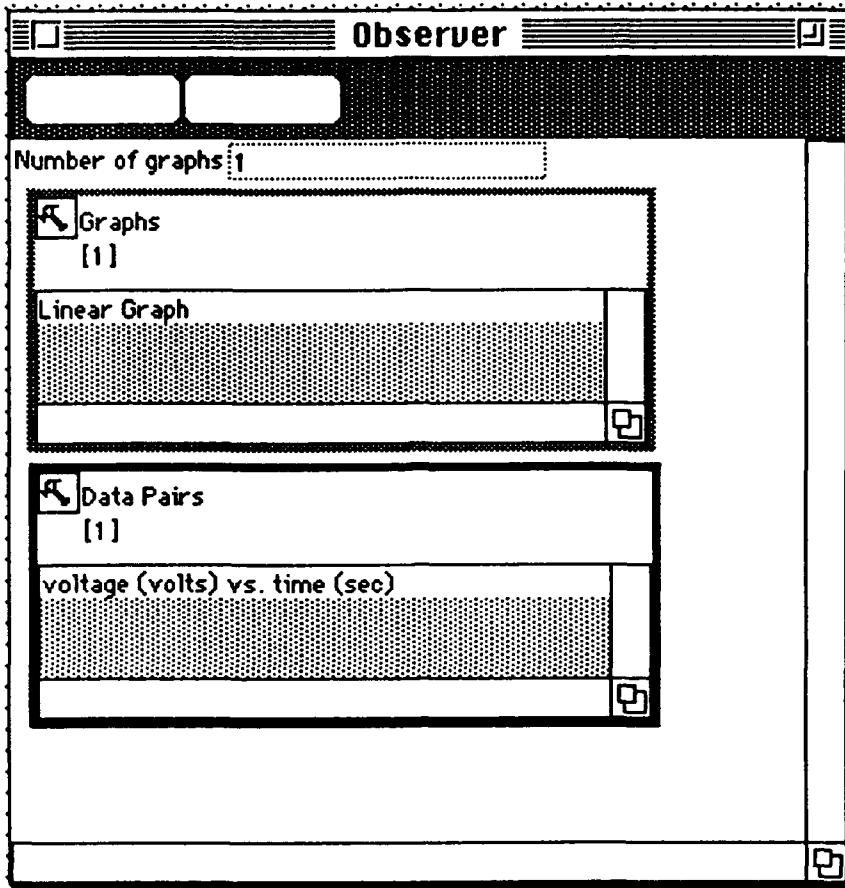 Observer
Number of graphs 1
Graphs
[1]
Linear Graph
Data Pairs
[1]
voltage (volts) vs. time (sec)